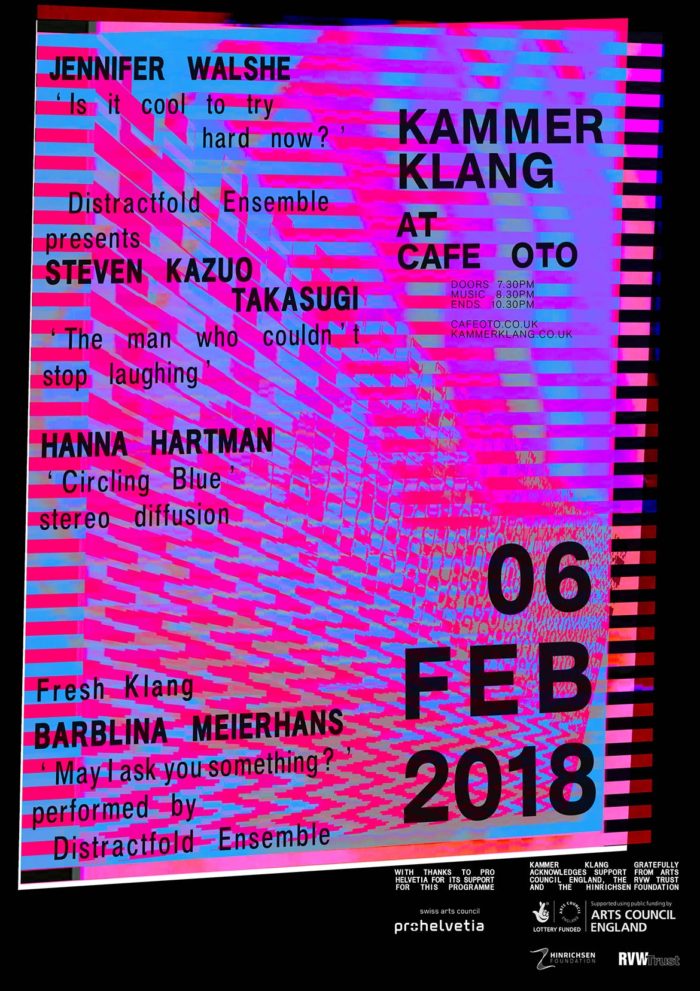 JENNIFER WALSHE
'Is it cool to try
hard now?'
Distractfold Ensemble
presents
STEVEN KAZUO
TAKASUGI
'The man who couldn't
stop laughing'
HANNA HARTMAN
'Circling Blue'
stereo diffusion
Fresh Klang
BARBLINA MEIERHANS
'May I ask you something?'
performed by
Distractfold Ensemble
KAMMER
KLANG
AT
CAFE OTO
DOORS 7.30PM
MUSIC 8.30PM
ENDS 10.30PM
CAFEOTO.CO.UK
KAMMERKLANG.CO.UK
06
FEB
2018
WITH THANKS TO PRO
HELVETIA FOR ITS SUPPORT
FOR THIS PROGRAMME
swiss arts council
prohelvetia
KAMMER KLANG GRATEFULLY
ACKNOWLEDGES SUPPORT FROM ARTS
COUNCIL ENGLAND, THE RVW TRUST
AND THE HINRICHSEN FOUNDATION
LOTTERY FUNDED
Supported using public funding by
ARTS COUNCIL
ENGLAND
HINRICHSEN
FOUNDATION
RVWTrust